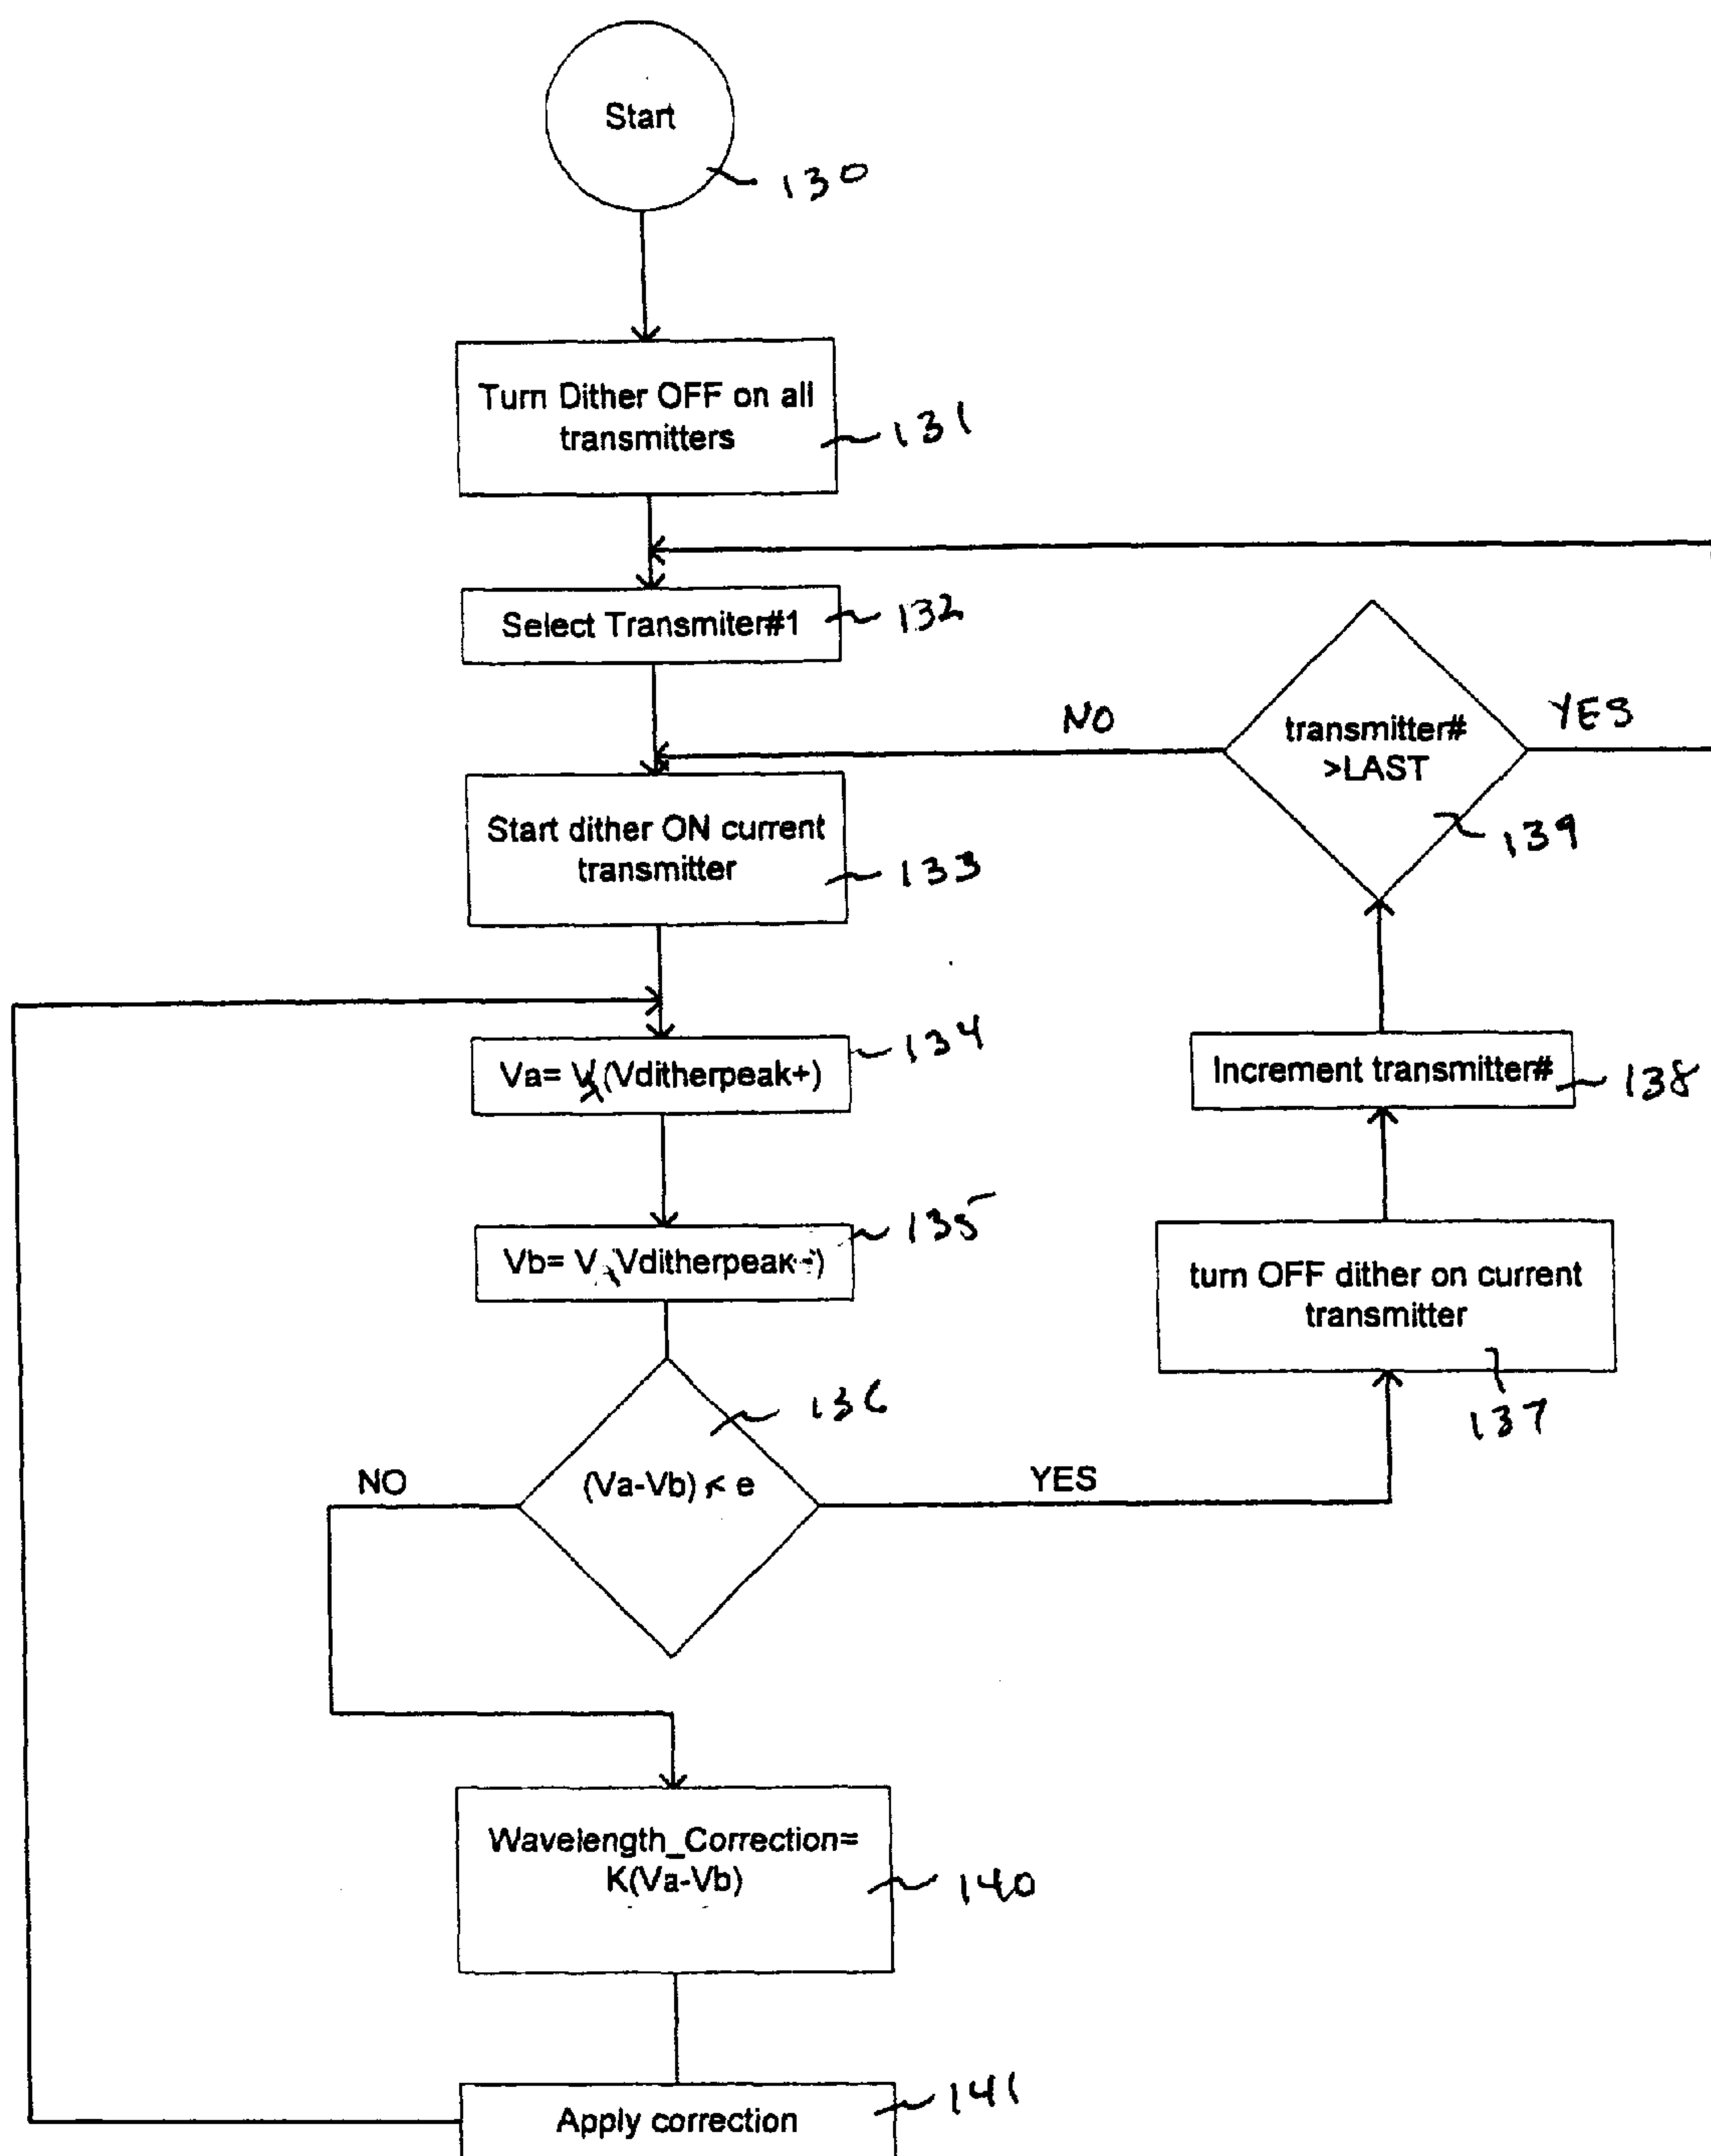 Start
130
Turn Dither OFF on all
transmitters
131
Select Transmiter#1
132
NO
transmitter#
>LAST
YES
139
Start dither ON current
transmitter
133
Va= Vλ(Vditherpeak+)
134
Increment transmitter#
138
Vb= Vλ(Vditherpeak-)
135
turn OFF dither on current
transmitter
137
136
(Va-Vb) < e
NO
YES
Wavelength_Correction=
K(Va-Vb)
140
Apply correction
141